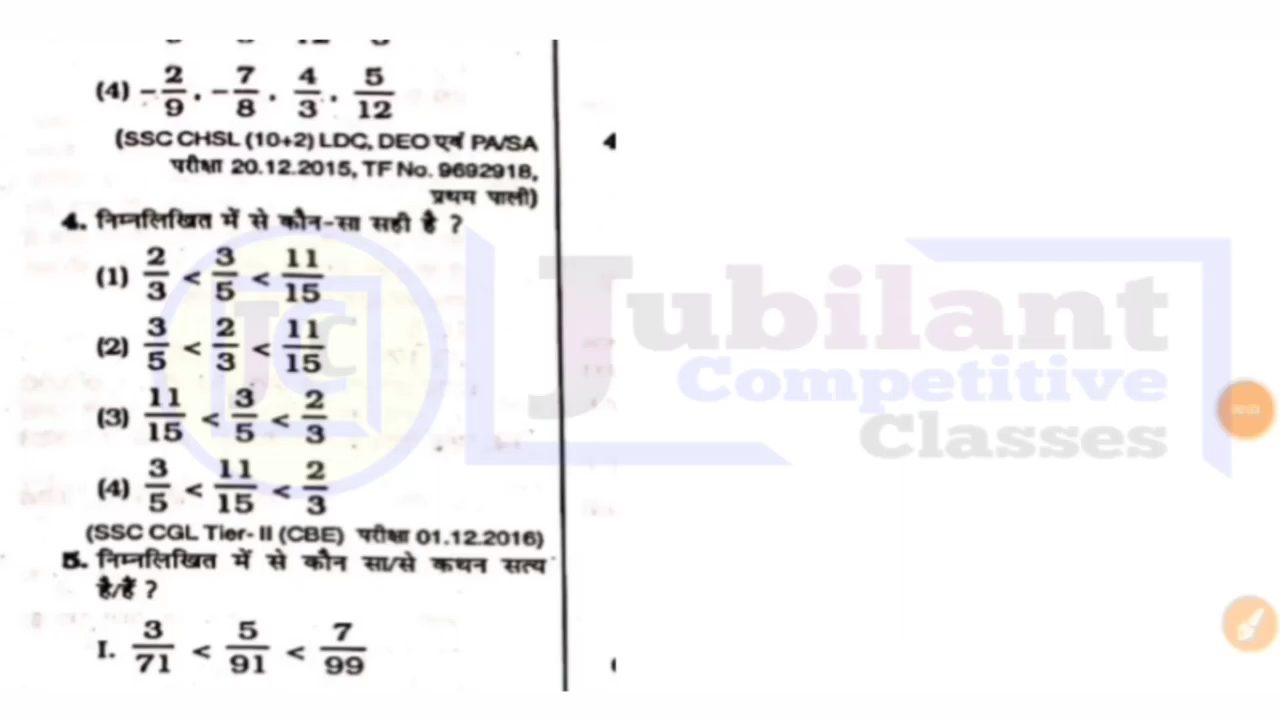 (4) -2/9 . -7/8 . 4/3 . 5/12
(SSC CHSL (10+2) LDC, DEO एवं PA/SA
परीक्षा 20.12.2015, TF No. 9692918,
प्रथम पाली)
4. निम्नलिखित में से कौन-सा सही है ?
(1) 2/3 < 3/5 < 11/15
(2) 3/5 < 2/3 < 11/15
(3) 11/15 < 3/5 < 2/3
(4) 3/5 < 11/15 < 2/3
(SSC CGL Tier-II (CBE) परीक्षा 01.12.2016)
5. निम्नलिखित में से कौन सा/से कथन सत्य
है/हैं ?
I. 3/71 < 5/91 < 7/99
4
JC
Jubilant
Competitive
Classes